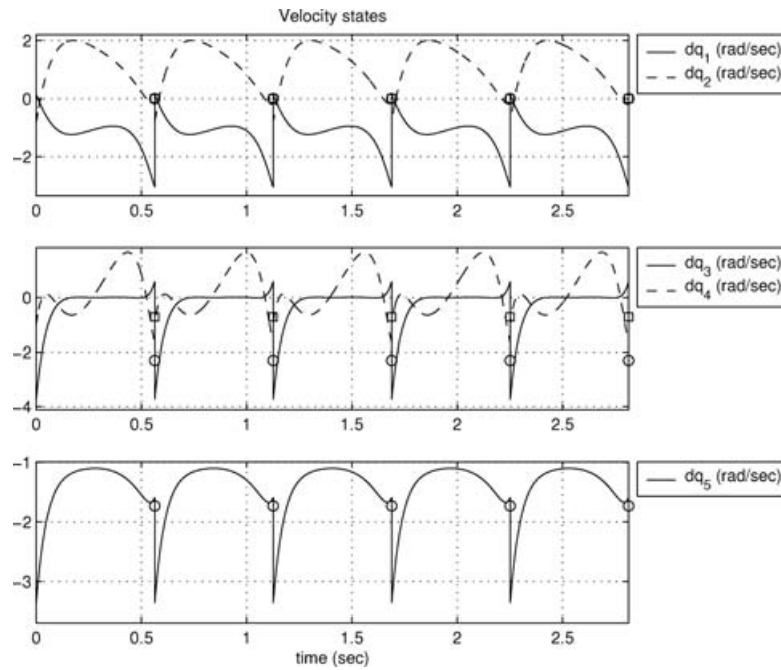 Velocity states
2
0
−2
0 0.5 1 1.5 2 2.5
dq₁ (rad/sec)
dq₂ (rad/sec)
0
−2
−4
0 0.5 1 1.5 2 2.5
dq₃ (rad/sec)
dq₄ (rad/sec)
−1
−2
−3
0 0.5 1 1.5 2 2.5
time (sec)
dq₅ (rad/sec)